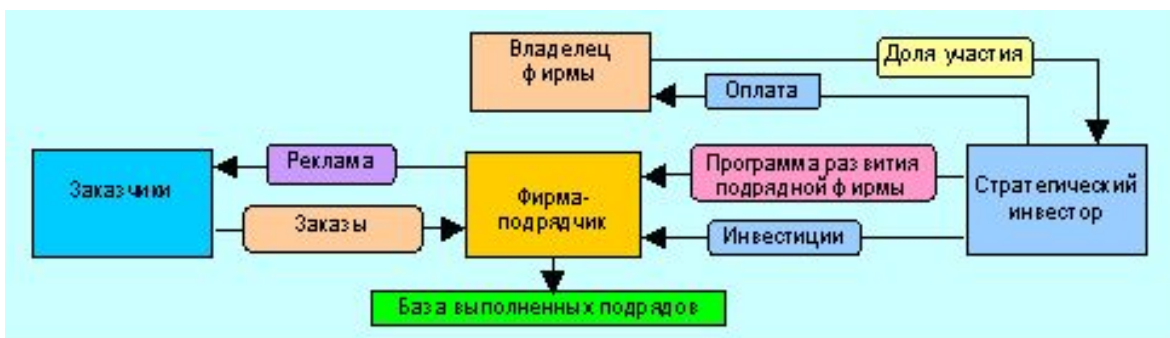 Владелец
фирмы
Доля участия
Оплата
Реклама
Программа развития
подрядной фирмы
Заказчики
Фирма-
подрядчик
Стратегический
инвестор
Заказы
Инвестиции
База выполненных подрядов